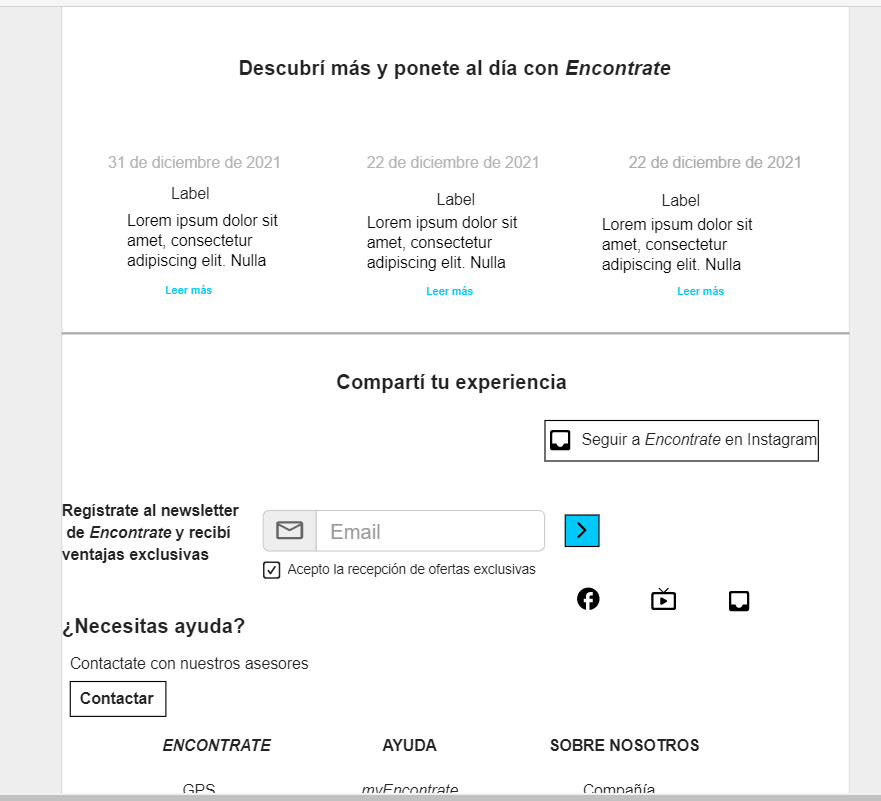 Descubrí más y ponete al día con Encontrate
31 de diciembre de 2021
22 de diciembre de 2021
22 de diciembre de 2021
Label
Label
Label
Lorem ipsum dolor sit
amet, consectetur
adipiscing elit. Nulla
Lorem ipsum dolor sit
amet, consectetur
adipiscing elit. Nulla
Lorem ipsum dolor sit
amet, consectetur
adipiscing elit. Nulla
Leer más
Leer más
Leer más
Compartí tu experiencia
Seguir a Encontrate en Instagram
Regístrate al newsletter
de Encontrate y recibí
ventajas exclusivas
Email
Acepto la recepción de ofertas exclusivas
¿Necesitas ayuda?
Contactate con nuestros asesores
Contactar
ENCONTRATE
AYUDA
SOBRE NOSOTROS
GPS
myEncontrate
Compañía